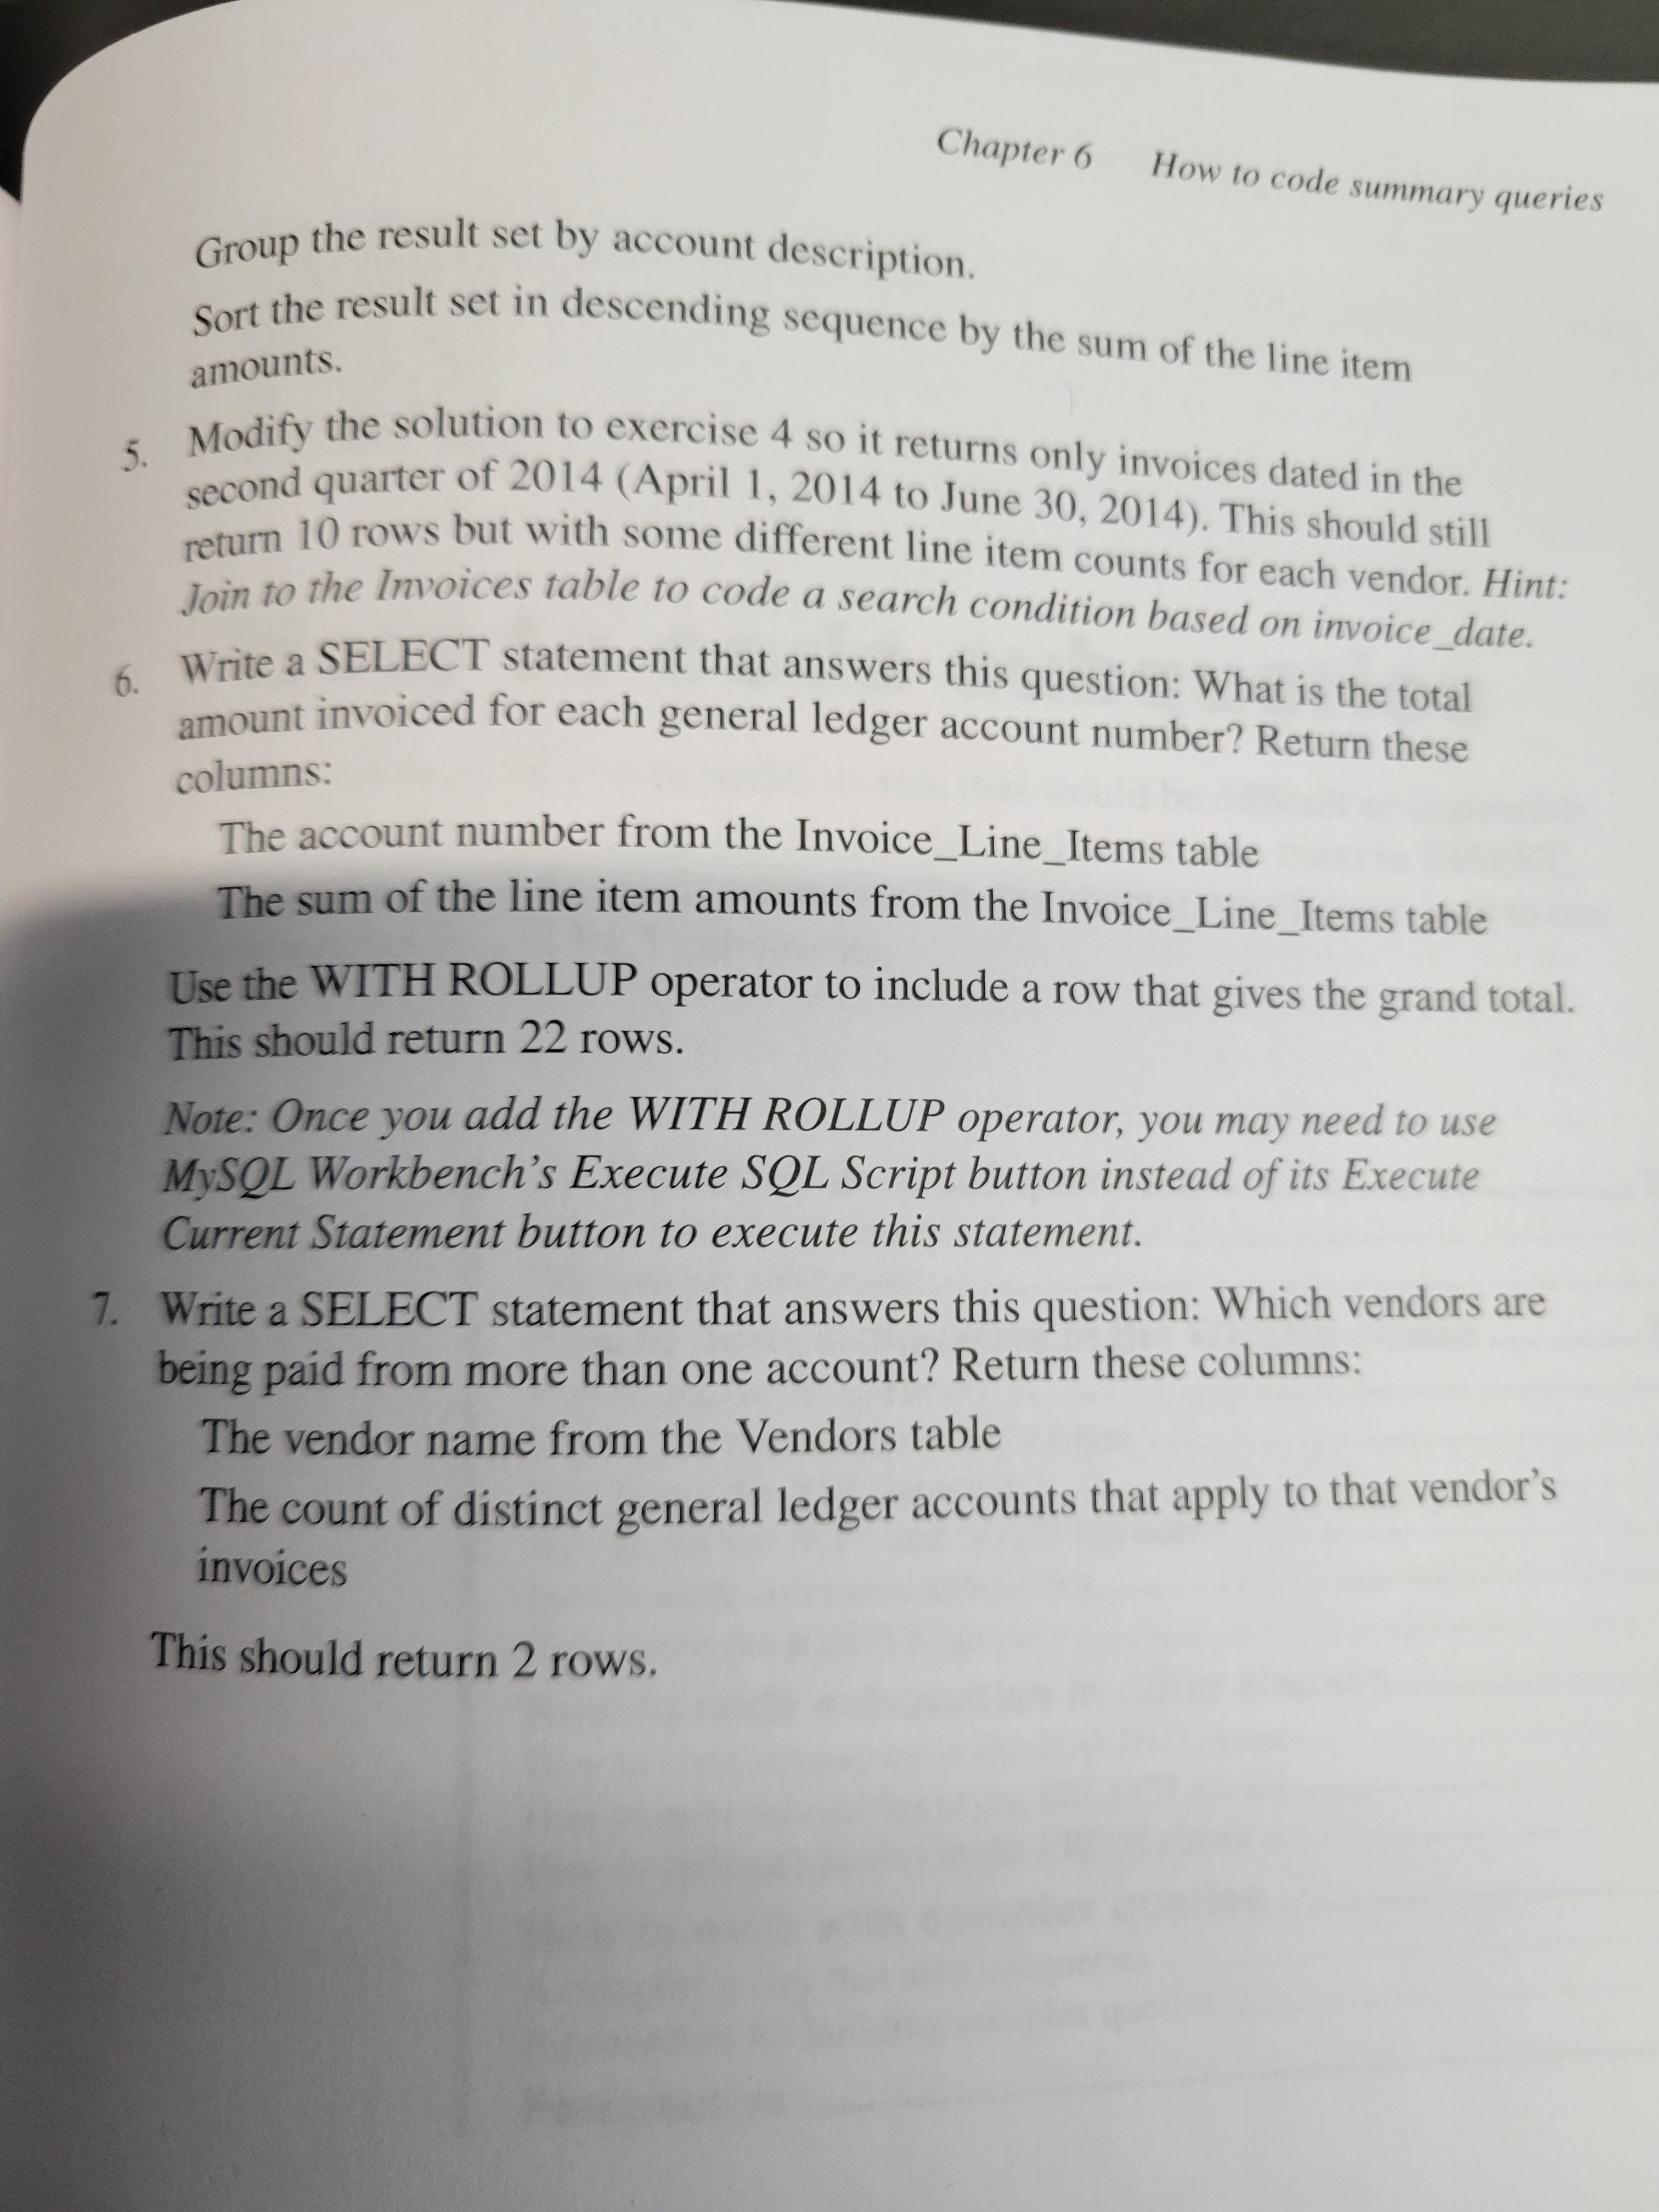 Chapter 6 How to code summary queries
Group the result set by account description.
Sort the result set in descending sequence by the sum of the line item
amounts.
5. Modify the solution to exercise 4 so it returns only invoices dated in the
second quarter of 2014 (April 1, 2014 to June 30, 2014). This should still
return 10 rows but with some different line item counts for each vendor. Hint:
Join to the Invoices table to code a search condition based on invoice_date.
6. Write a SELECT statement that answers this question: What is the total
amount invoiced for each general ledger account number? Return these
columns:
The account number from the Invoice_Line_Items table
The sum of the line item amounts from the Invoice_Line_Items table
Use the WITH ROLLUP operator to include a row that gives the grand total.
This should return 22 rows.
Note: Once you add the WITH ROLLUP operator, you may need to use
MySQL Workbench's Execute SQL Script button instead of its Execute
Current Statement button to execute this statement.
7. Write a SELECT statement that answers this question: Which vendors are
being paid from more than one account? Return these columns:
The vendor name from the Vendors table
The count of distinct general ledger accounts that apply to that vendor's
invoices
This should return 2 rows.